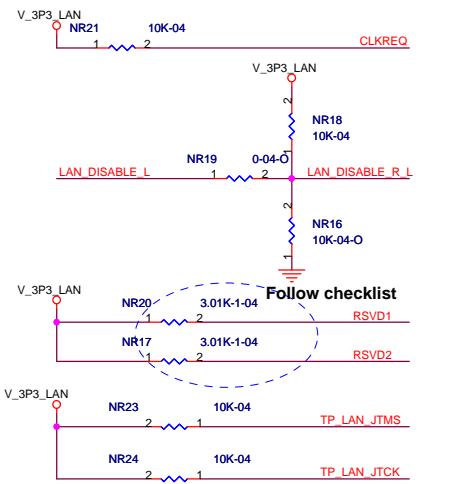 V_3P3_LAN
NR21 10K-04
1 2 CLKREQ
V_3P3_LAN
2
NR18
10K-04
1
NR19 0-04-O
LAN_DISABLE_L 1 2 LAN_DISABLE_R_L
2
NR16
10K-04-O
1
V_3P3_LAN
Follow checklist
NR20 3.01K-1-04
1 2 RSVD1
NR17 3.01K-1-04
1 2 RSVD2
V_3P3_LAN
NR23 10K-04
2 1 TP_LAN_JTMS
NR24 10K-04
2 1 TP_LAN_JTCK